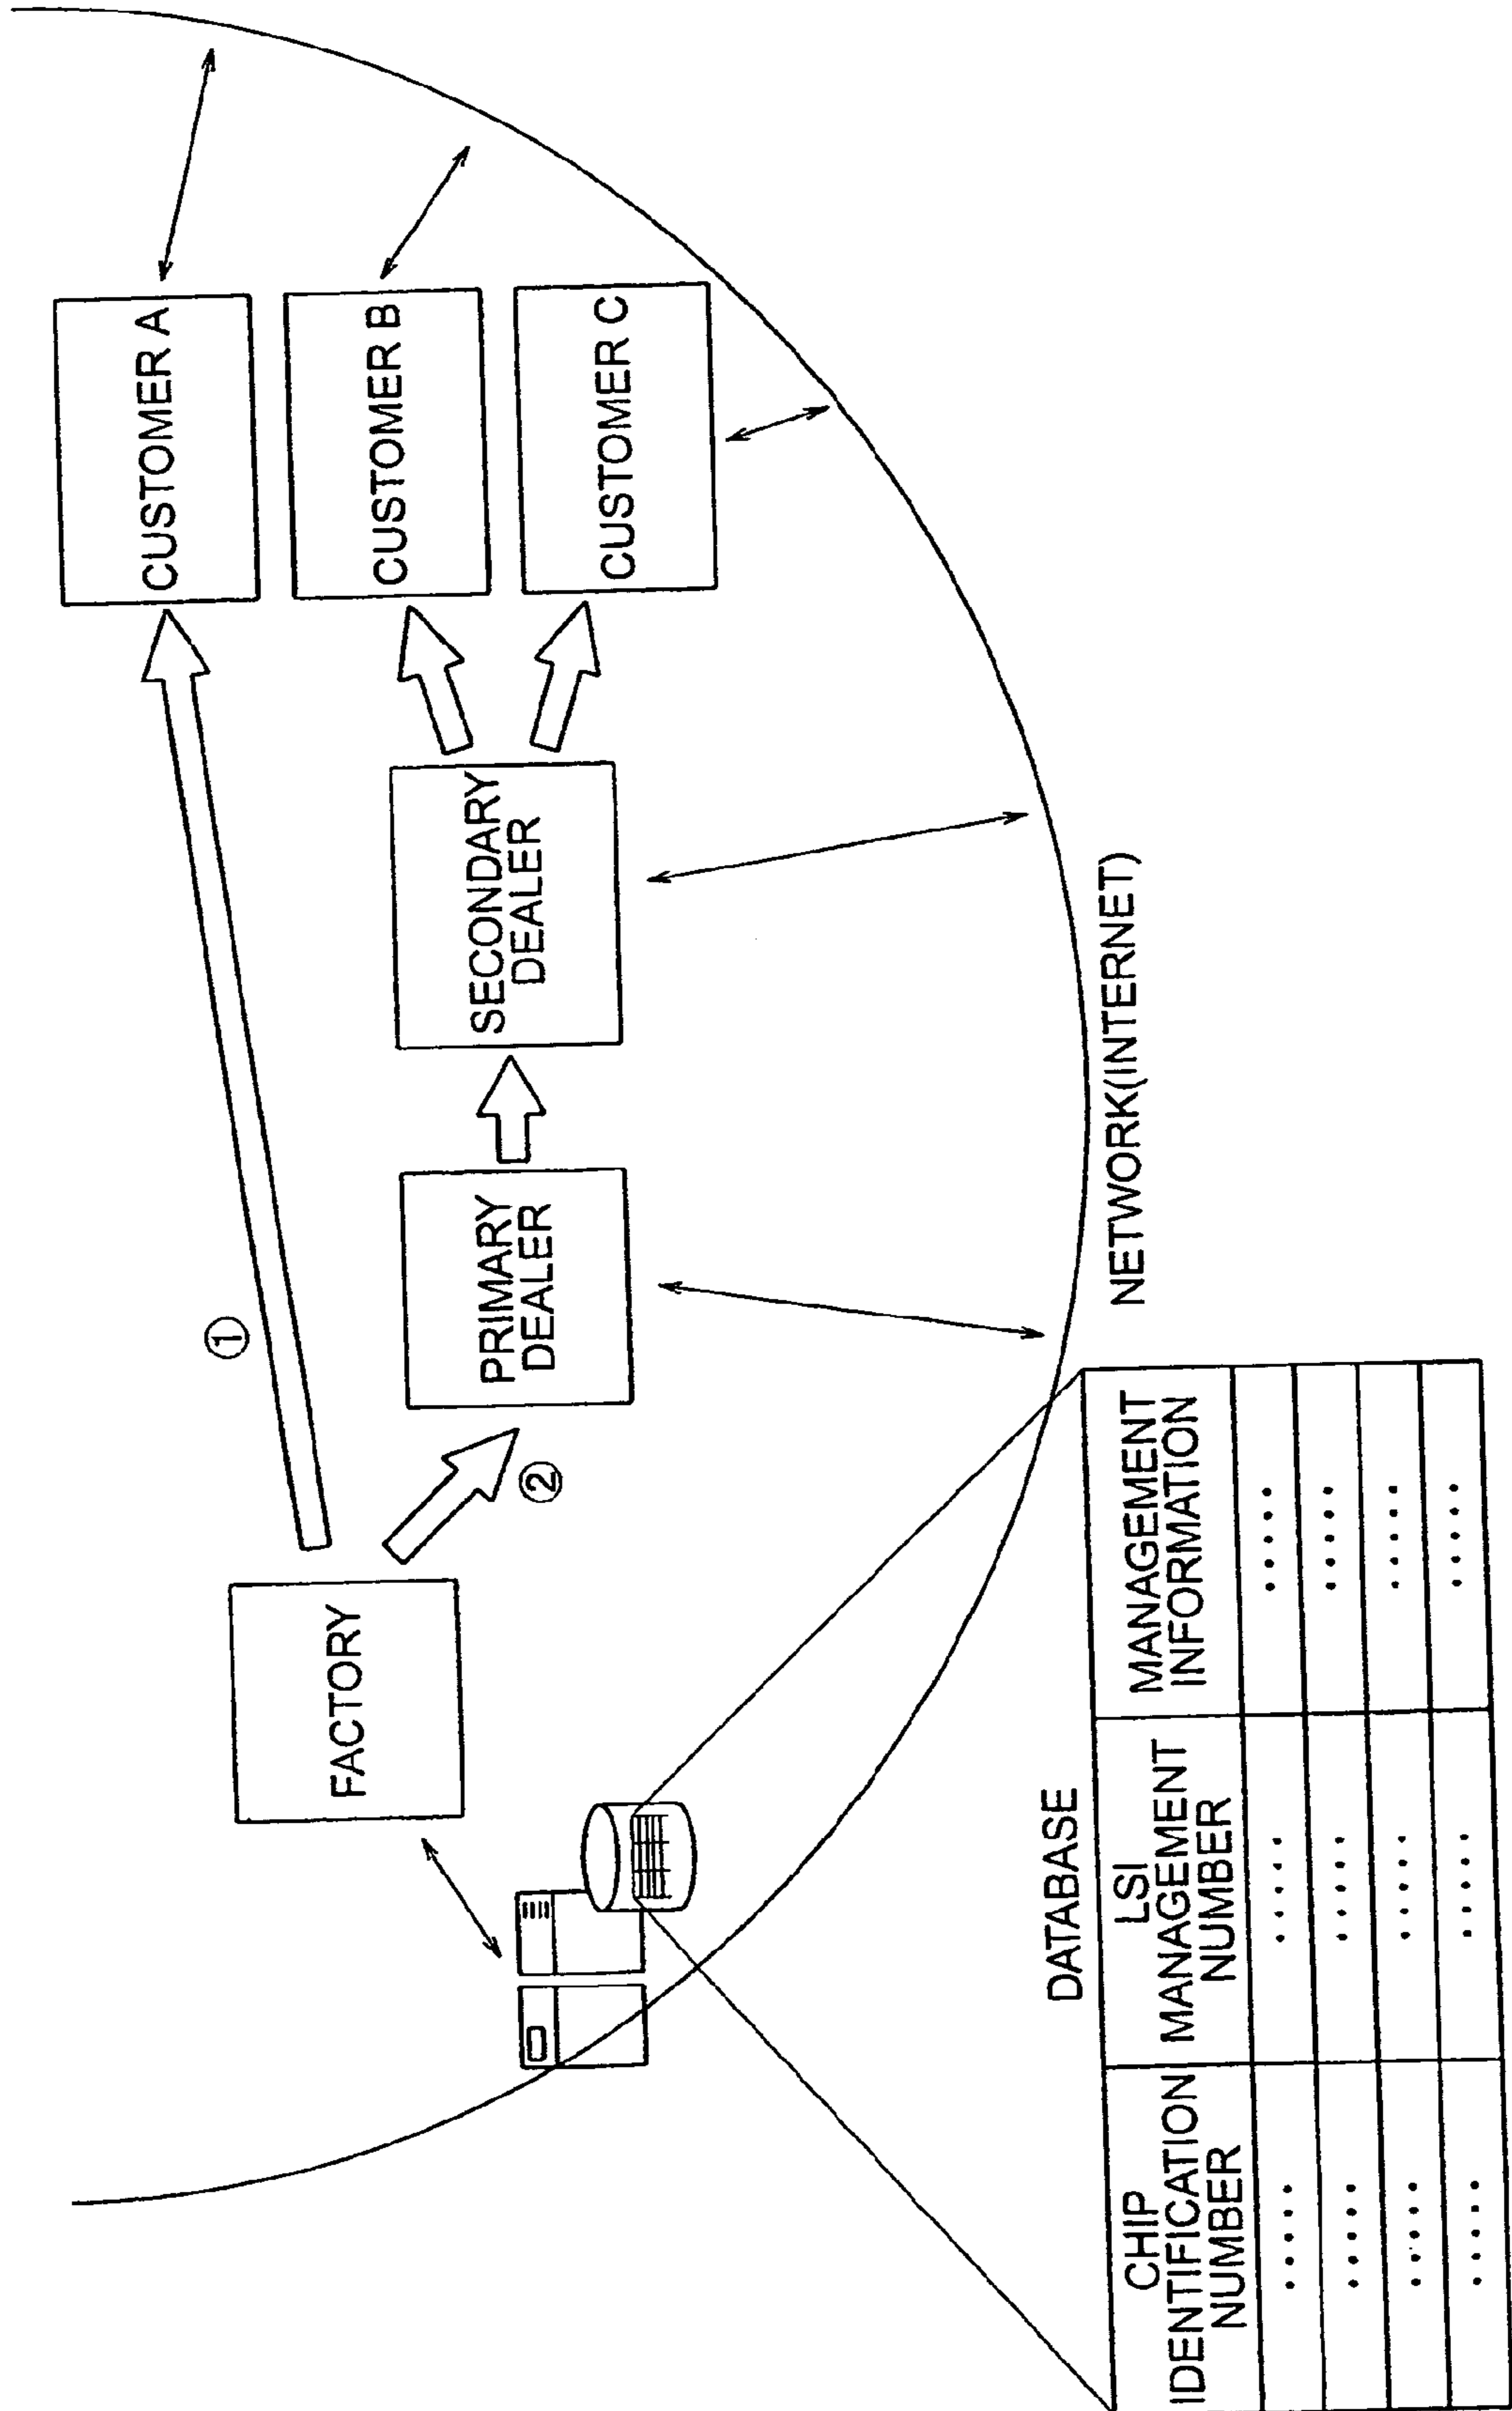 ①
②
FACTORY
PRIMARY
DEALER
SECONDARY
DEALER
CUSTOMER A
CUSTOMER B
CUSTOMER C
NETWORK(INTERNET)
DATABASE
CHIP
IDENTIFICATION
NUMBER
LSI
MANAGEMENT
NUMBER
MANAGEMENT
INFORMATION
.....
.....
.....
.....
.....
.....
.....
.....
.....
.....
.....
.....